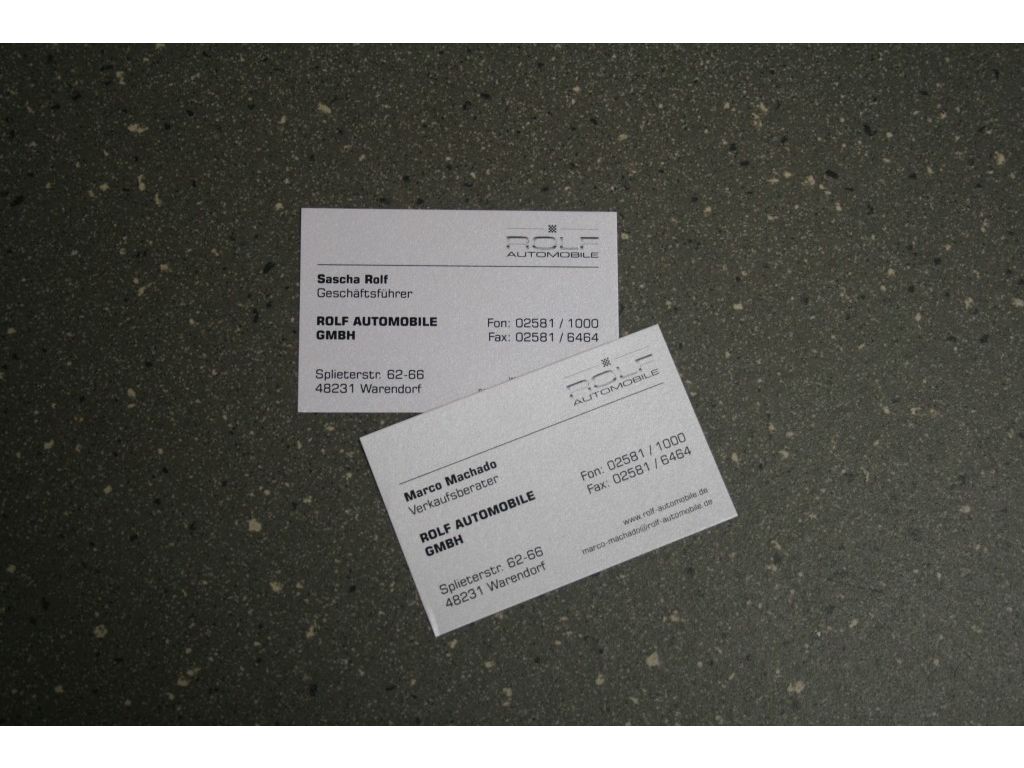 ROLF
AUTOMOBILE
Sascha Rolf
Geschäftsführer
ROLF AUTOMOBILE
GMBH
Fon: 02581 / 1000
Fax: 02581 / 6464
Splieterstr. 62-66
48231 Warendorf
ROLF
AUTOMOBILE
Marco Machado
Verkaufsberater
ROLF AUTOMOBILE
GMBH
Fon: 02581 / 1000
Fax: 02581 / 6464
www.rolf-automobile.de
marco-machado@rolf-automobile.de
Splieterstr. 62-66
48231 Warendorf